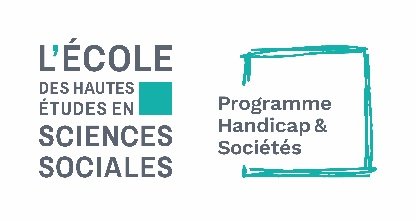 L'ÉCOLE
DES HAUTES
ÉTUDES EN
SCIENCES
SOCIALES
Programme
Handicap &
Sociétés